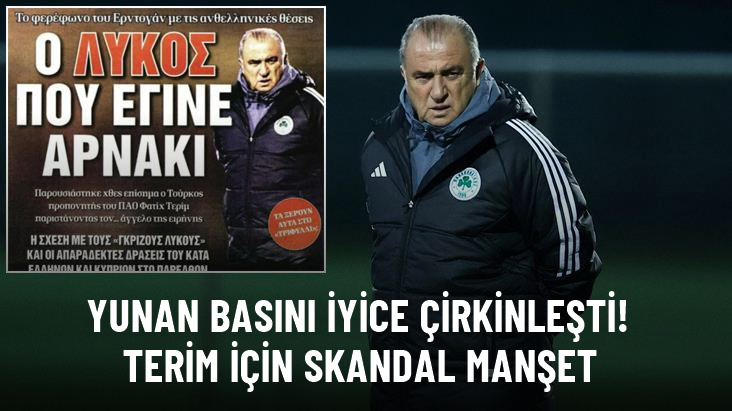 Το φερέφωνο του Ερντογάν με τις ανθελληνικές θέσεις
Ο ΛΥΚΟΣ
ΠΟΥ ΕΓΙΝΕ
ΑΡΝΑΚΙ
Παρουσιάστηκε χθες επίσημα ο Τούρκος
προπονητής του ΠΑΟ Φατίχ Τερίμ
παριστάνοντας τον... άγγελο της ειρήνης
ΤΑ ΞΕΡΟΥΝ
ΑΥΤΑ ΣΤΟ
«ΤΡΙΦΥΛΛΙ»;
Η ΣΧΕΣΗ ΜΕ ΤΟΥΣ «ΓΚΡΙΖΟΥΣ ΛΥΚΟΥΣ»
ΚΑΙ ΟΙ ΑΠΑΡΑΔΕΚΤΕΣ ΔΡΑΣΕΙΣ ΤΟΥ ΚΑΤΑ
ΕΛΛΗΝΩΝ ΚΑΙ ΚΥΠΡΙΩΝ ΣΤΟ ΠΑΡΕΛΘΟΝ
YUNAN BASINI İYİCE ÇİRKİNLEŞTİ!
TERİM İÇİN SKANDAL MANŞET